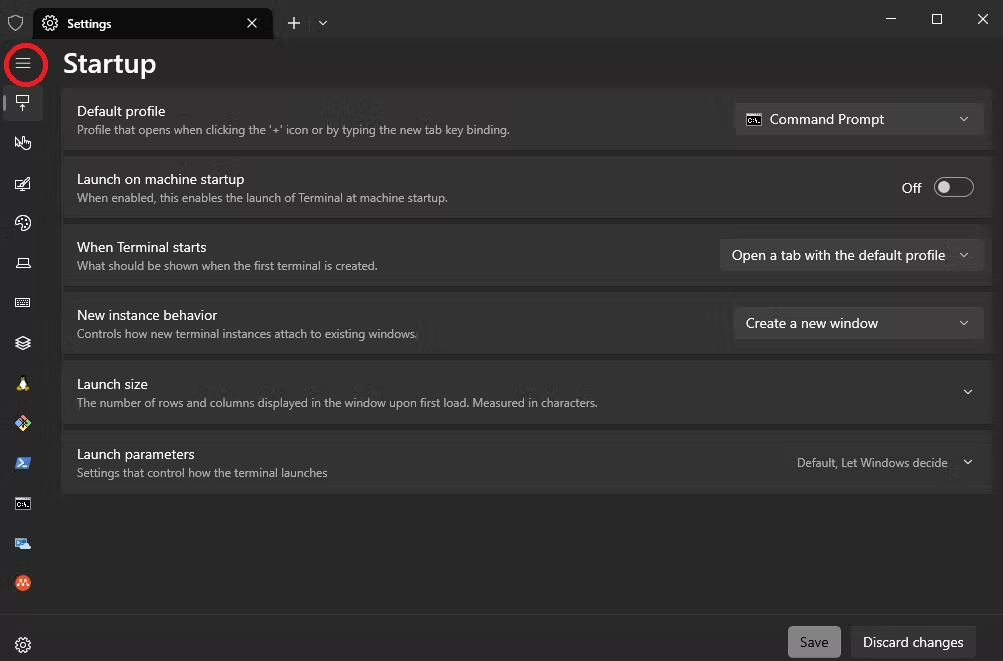 Settings
Startup
Default profile
Profile that opens when clicking the '+' icon or by typing the new tab key binding.
Command Prompt
Launch on machine startup
When enabled, this enables the launch of Terminal at machine startup.
Off
When Terminal starts
What should be shown when the first terminal is created.
Open a tab with the default profile
New instance behavior
Controls how new terminal instances attach to existing windows.
Create a new window
Launch size
The number of rows and columns displayed in the window upon first load. Measured in characters.
Launch parameters
Settings that control how the terminal launches
Default, Let Windows decide
Save
Discard changes